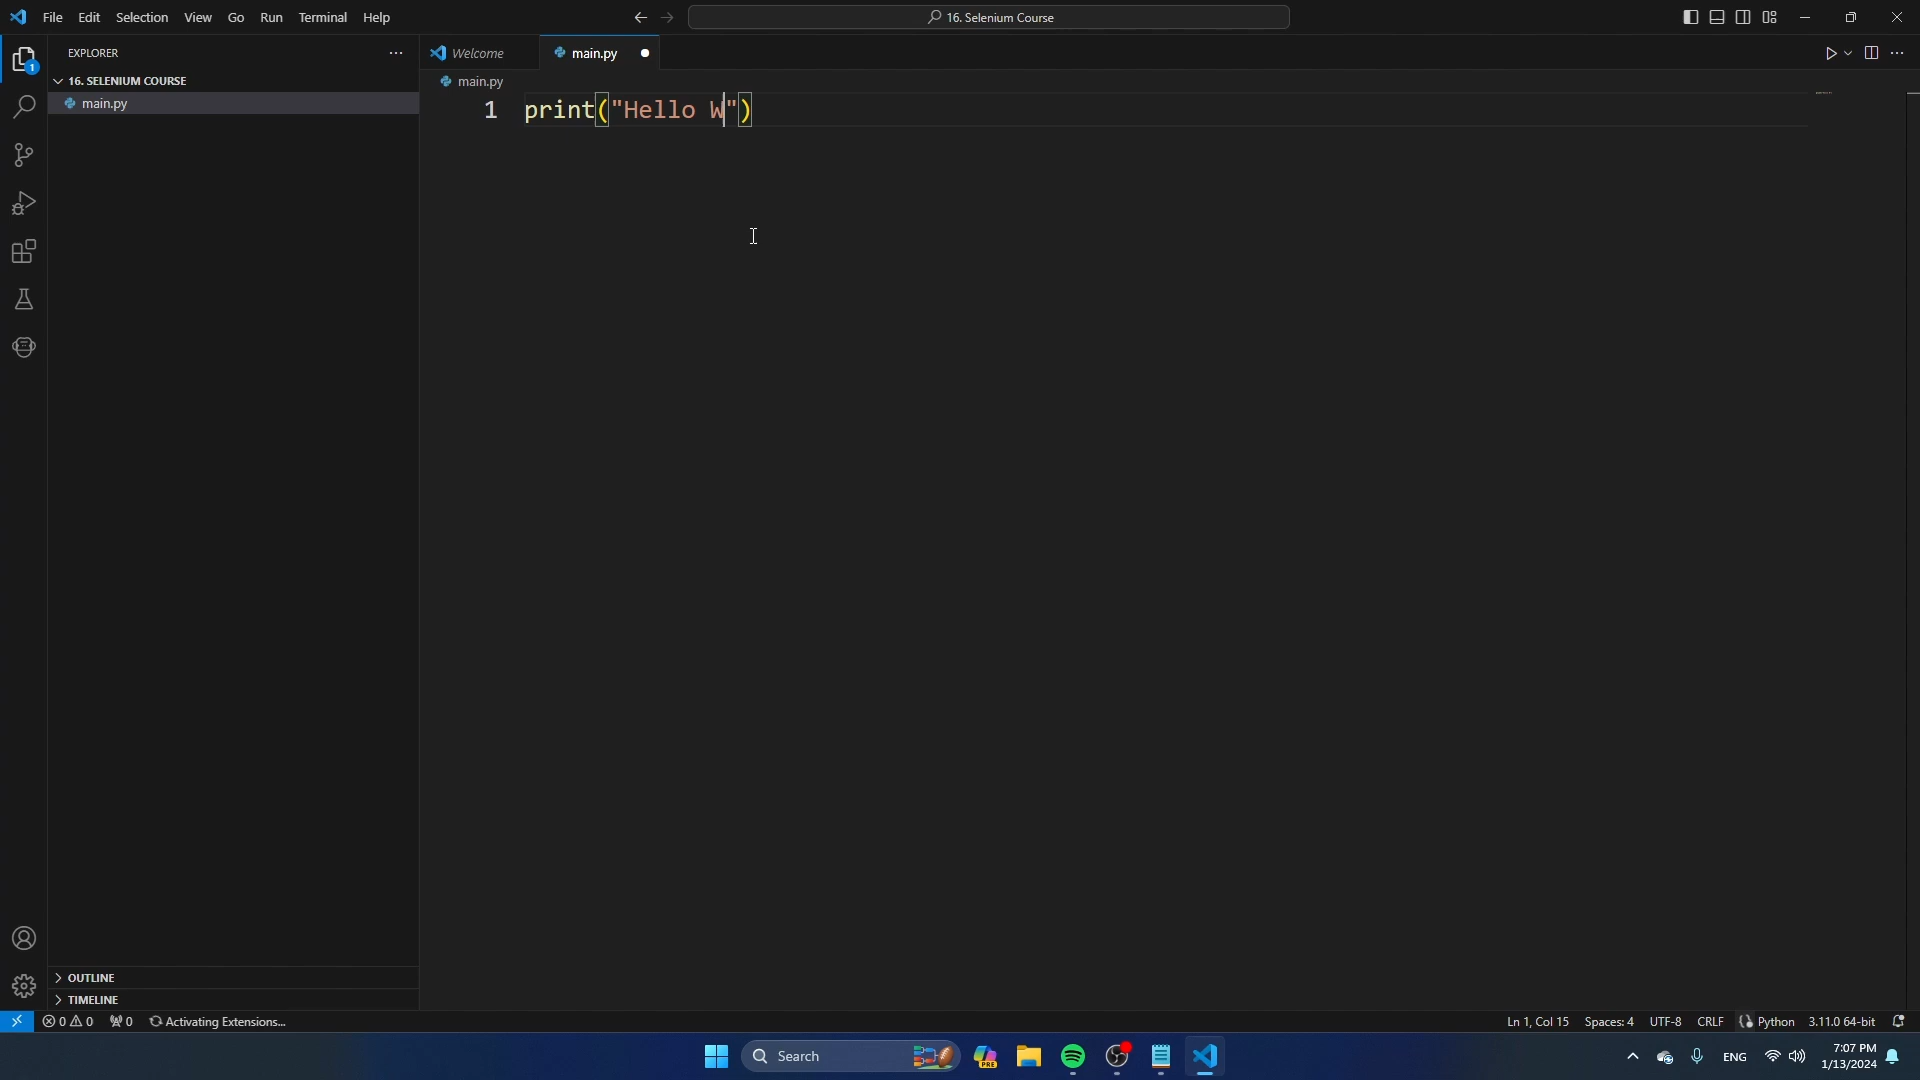 File Edit Selection View Go Run Terminal Help
16. Selenium Course
EXPLORER
Welcome
main.py
16. SELENIUM COURSE
main.py
main.py
1 print("Hello W")
1
OUTLINE
TIMELINE
0 0 0 Activating Extensions...
Ln 1, Col 15 Spaces: 4 UTF-8 CRLF Python 3.11.0 64-bit
Search
PRE
ENG
7:07 PM
1/13/2024